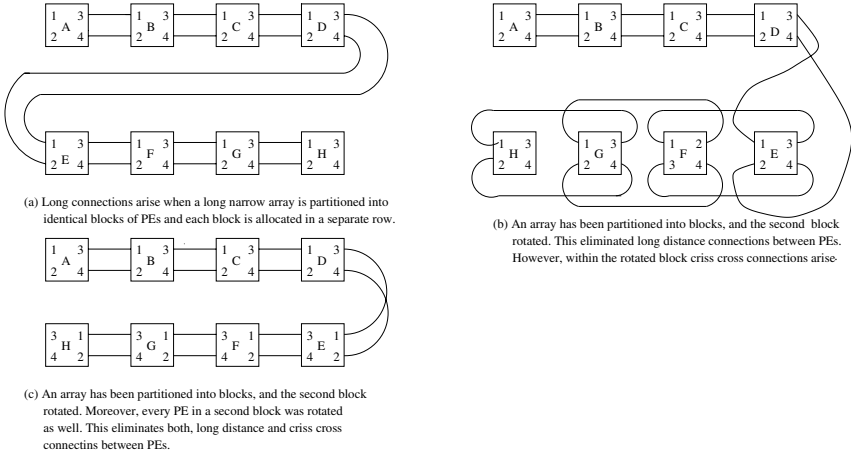 1 3 1 3 1 3 1 3
A B C D
2 4 2 4 2 4 2 4
1 3 1 3 1 3 1 3
E F G H
2 4 2 4 2 4 2 4
(a) Long connections arise when a long narrow array is partitioned into
identical blocks of PEs and each block is allocated in a separate row.
1 3 1 3 1 3 1 3
A B C D
2 4 2 4 2 4 2 4
1 3 1 3 1 2 1 3
H G F E
2 4 2 4 3 4 2 4
(b) An array has been partitioned into blocks, and the second block
rotated. This eliminated long distance connections between PEs.
However, within the rotated block criss cross connections arise
1 3 1 3 1 3 1 3
A B C D
2 4 2 4 2 4 2 4
3 1 3 1 3 1 3 1
H G F E
4 2 4 2 4 2 4 2
(c) An array has been partitioned into blocks, and the second block
rotated. Moreover, every PE in a second block was rotated
as well. This eliminates both, long distance and criss cross
connectins between PEs.